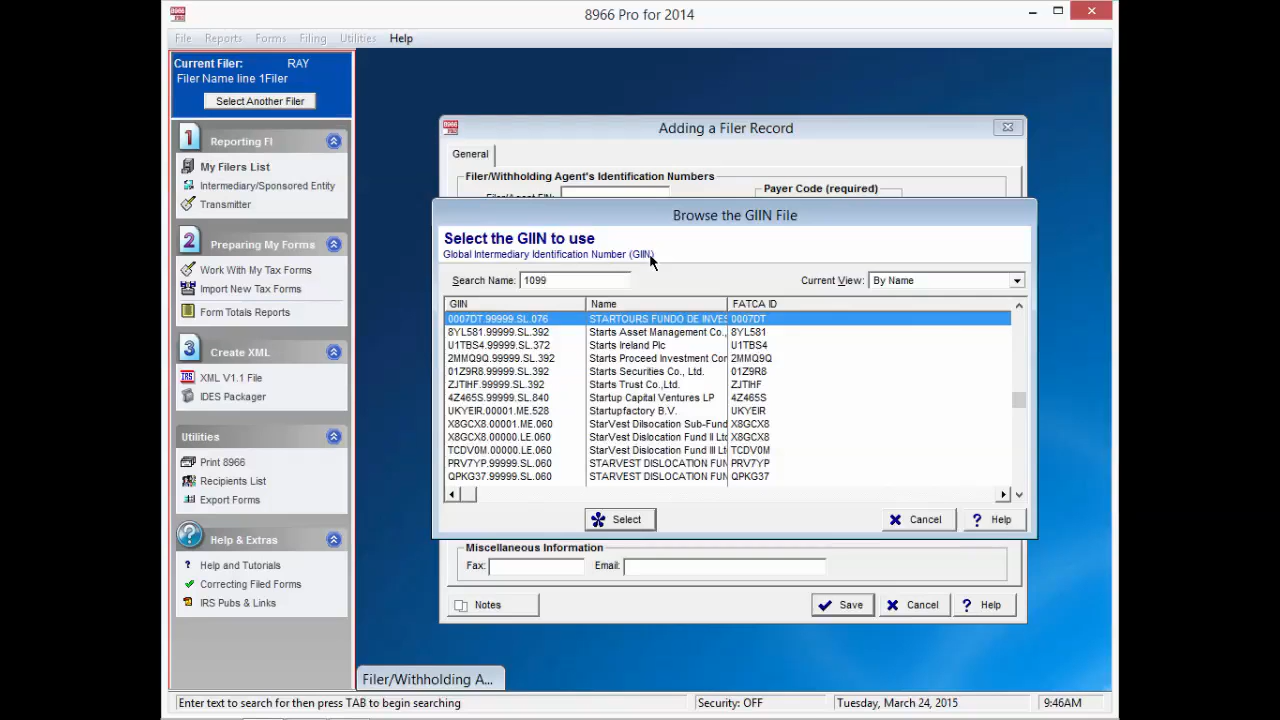 8966 Pro for 2014
File Reports Forms Filing Utilities Help
Current Filer: RAY
Filer Name line 1Filer
Select Another Filer
1 Reporting FI
My Filers List
Intermediary/Sponsored Entity
Transmitter
2 Preparing My Forms
Work With My Tax Forms
Import New Tax Forms
Form Totals Reports
3 Create XML
XML V1.1 File
IDES Packager
Utilities
Print 8966
Recipients List
Export Forms
Help & Extras
Help and Tutorials
Correcting Filed Forms
IRS Pubs & Links
Adding a Filer Record
General
Filer/Withholding Agent's Identification Numbers
Payer Code (required)
Browse the GIIN File
Select the GIIN to use
Global Intermediary Identification Number (GIIN)
Search Name: 1099 Current View: By Name
GIIN Name FATCA ID
0007DT.99999.SL.076 STARTOURS FUNDO DE INVES 0007DT
8YL581.99999.SL.392 Starts Asset Management Co., 8YL581
U1TBS4.99999.SL.372 Starts Ireland Plc U1TBS4
2MMQ9Q.99999.SL.392 Starts Proceed Investment Cor 2MMQ9Q
01Z9R8.99999.SL.392 Starts Securities Co., Ltd. 01Z9R8
ZJTIHF.99999.SL.392 Starts Trust Co.,Ltd. ZJTIHF
4Z465S.99999.SL.840 Startup Capital Ventures LP 4Z465S
UKYEIR.00001.ME.528 Startupfactory B.V. UKYEIR
X8GCX8.00001.ME.060 StarVest Dilsocation Sub-Fund X8GCX8
X8GCX8.00000.LE.060 StarVest Dislocation Fund II Ltd X8GCX8
TCDV0M.00000.LE.060 StarVest Dislocation Fund III Lt TCDV0M
PRV7YP.99999.SL.060 STARVEST DISLOCATION FUN PRV7YP
QPKG37.99999.SL.060 STARVEST DISLOCATION FUN QPKG37
Select Cancel Help
Miscellaneous Information
Fax: Email:
Notes Save Cancel Help
Filer/Withholding A...
Enter text to search for then press TAB to begin searching Security: OFF Tuesday, March 24, 2015 9:46AM